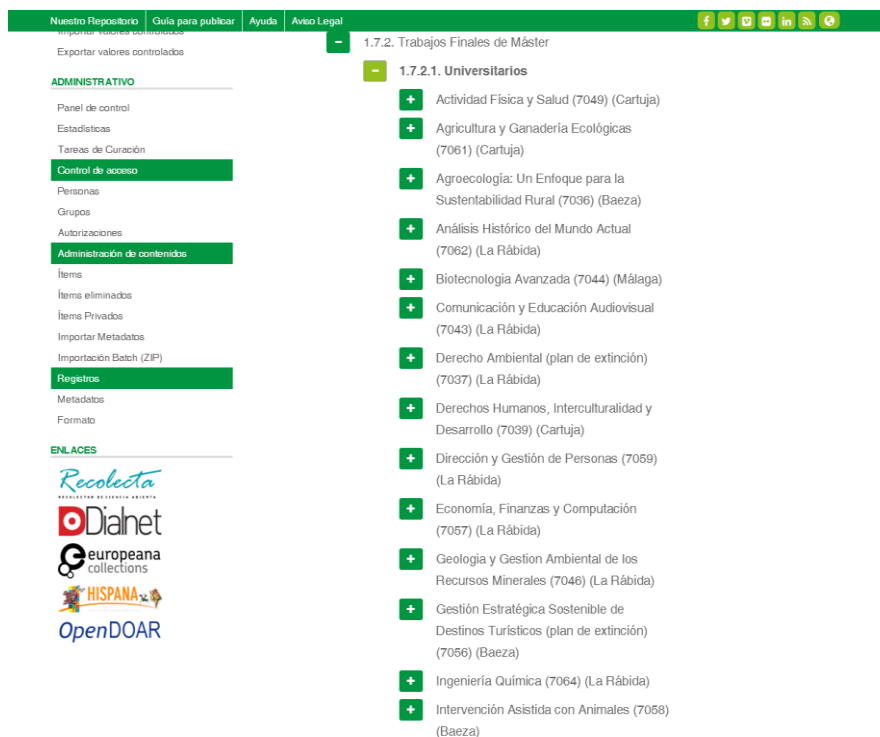 Nuestro Repositorio
Guía para publicar
Ayuda
Aviso Legal
Importar valores controlados
Exportar valores controlados
ADMINISTRATIVO
Panel de control
Estadísticas
Tareas de Curación
Control de acceso
Personas
Grupos
Autorizaciones
Administración de contenidos
Ítems
Ítems eliminados
Ítems Privados
Importar Metadatos
Importación Batch (ZIP)
Registros
Metadatos
Formato
ENLACES
Recolecta
RECOLECTOR DE CIENCIA ABIERTA
Dialnet
europeana
collections
HISPANA
OpenDOAR
1.7.2. Trabajos Finales de Máster
1.7.2.1. Universitarios
Actividad Física y Salud (7049) (Cartuja)
Agricultura y Ganadería Ecológicas
(7061) (Cartuja)
Agroecología: Un Enfoque para la
Sustentabilidad Rural (7036) (Baeza)
Análisis Histórico del Mundo Actual
(7062) (La Rábida)
Biotecnologia Avanzada (7044) (Málaga)
Comunicación y Educación Audiovisual
(7043) (La Rábida)
Derecho Ambiental (plan de extinción)
(7037) (La Rábida)
Derechos Humanos, Interculturalidad y
Desarrollo (7039) (Cartuja)
Dirección y Gestión de Personas (7059)
(La Rábida)
Economía, Finanzas y Computación
(7057) (La Rábida)
Geologia y Gestion Ambiental de los
Recursos Minerales (7046) (La Rábida)
Gestión Estratégica Sostenible de
Destinos Turísticos (plan de extinción)
(7056) (Baeza)
Ingeniería Química (7064) (La Rábida)
Intervención Asistida con Animales (7058)
(Baeza)